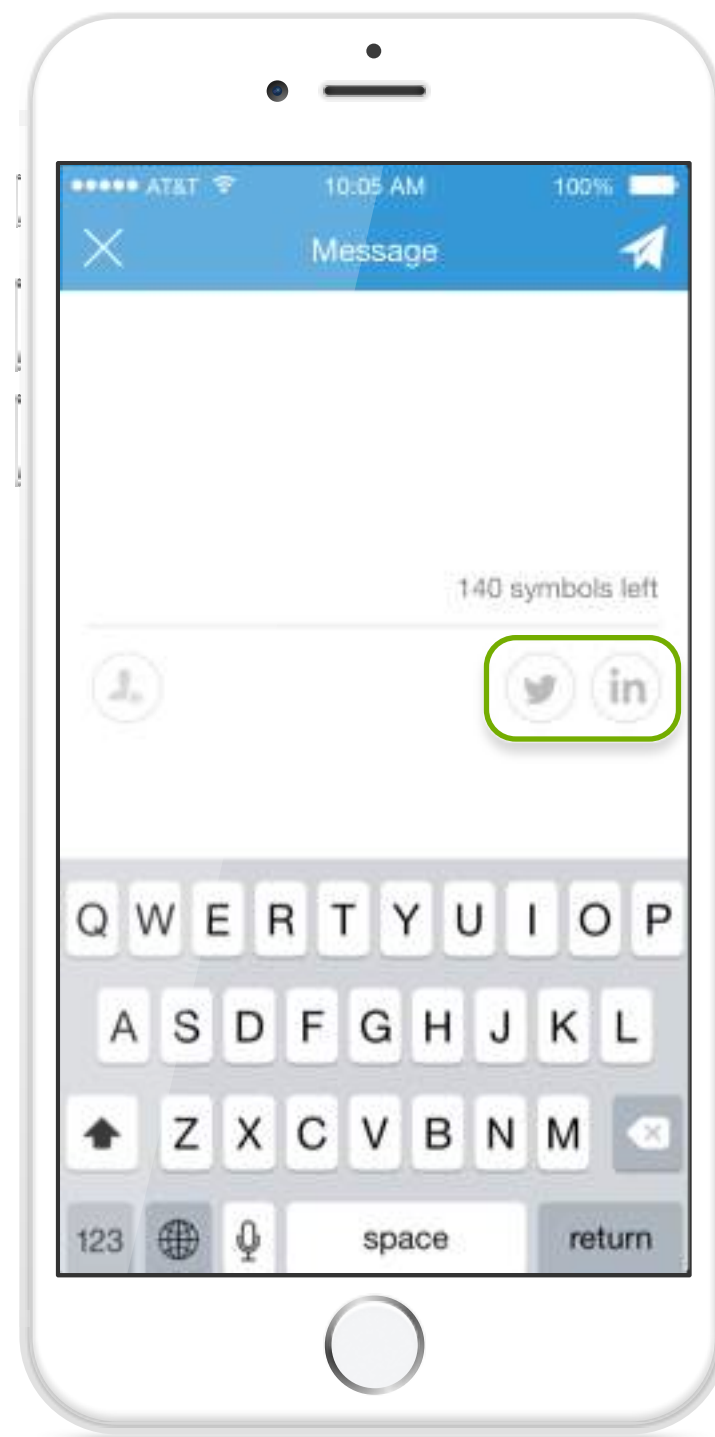 AT&T 10:05 AM 100%
Message
140 symbols left
in
Q W E R T Y U I O P
A S D F G H J K L
Z X C V B N M
123 space return